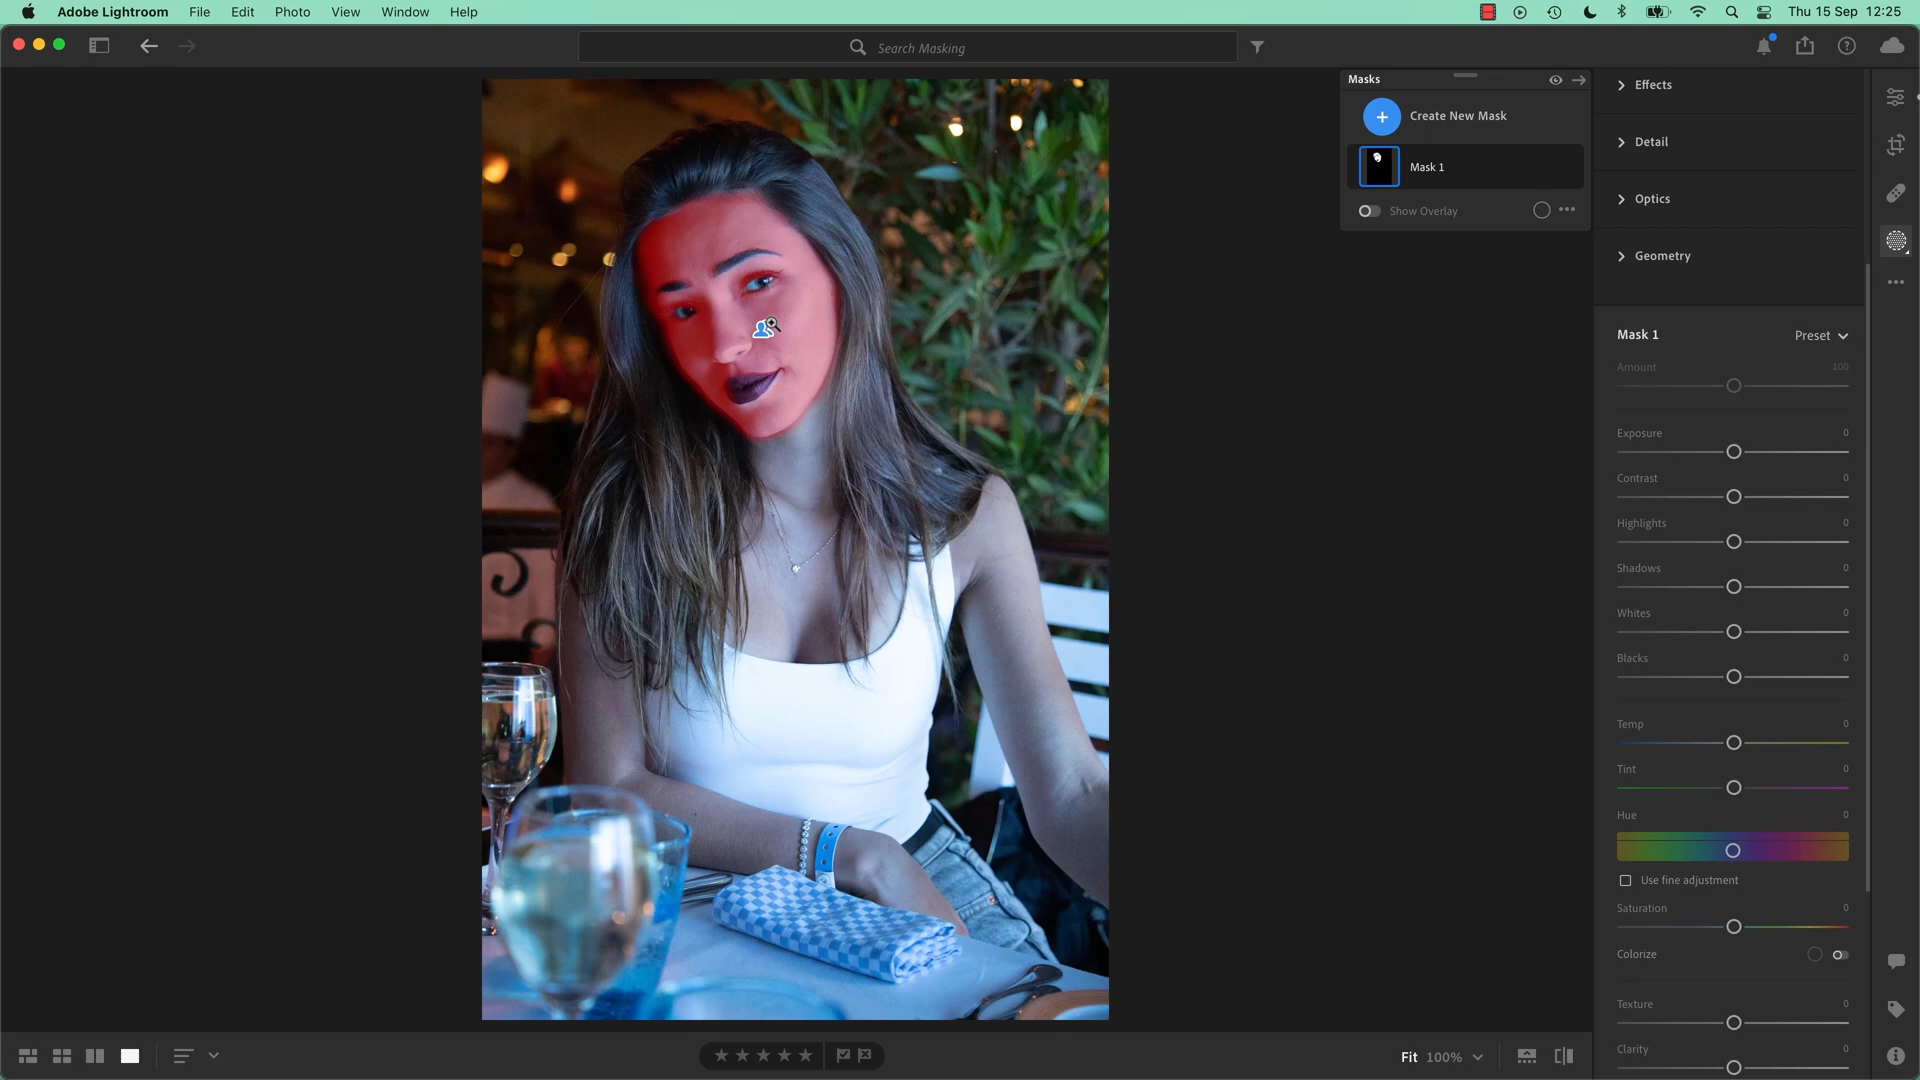 Adobe Lightroom File Edit Photo View Window Help Thu 15 Sep 12:25
Search Masking
Masks
Create New Mask
Mask 1
Show Overlay
Effects
Detail
Optics
Geometry
Mask 1 Preset
Amount 100
Exposure 0
Contrast 0
Highlights 0
Shadows 0
Whites 0
Blacks 0
Temp 0
Tint 0
Hue 0
Use fine adjustment
Saturation 0
Colorize
Texture 0
Clarity 0
Fit 100%